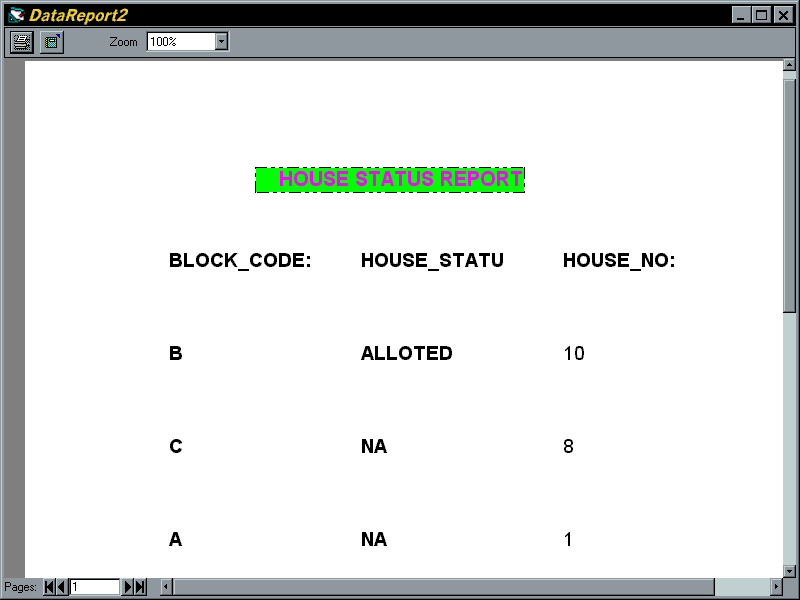 DataReport2
Zoom 100%
HOUSE STATUS REPORT
BLOCK_CODE: HOUSE_STATU HOUSE_NO:
B ALLOTED 10
C NA 8
A NA 1
Pages: 1